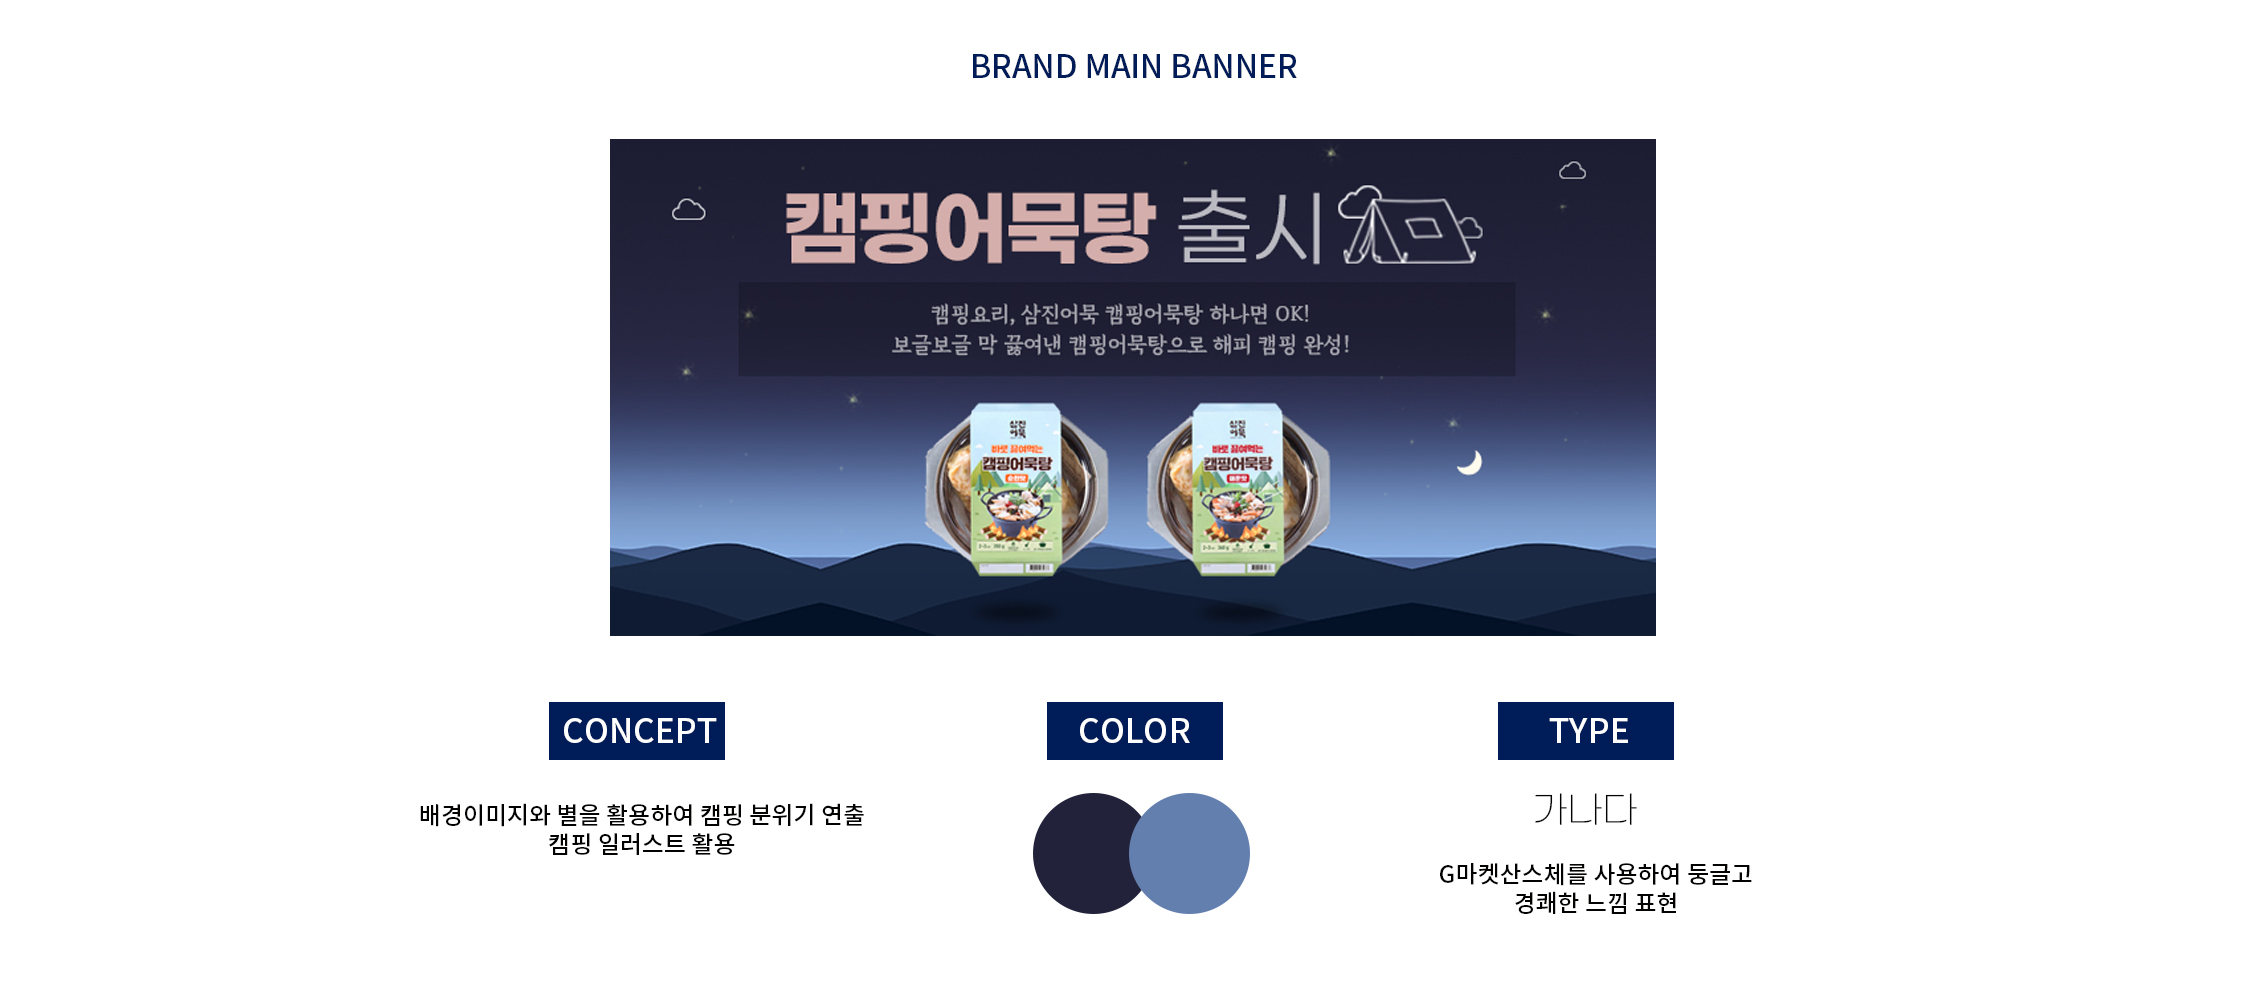 BRAND MAIN BANNER
캠핑어묵탕 출시
캠핑요리, 삼진어묵 캠핑어묵탕 하나면 OK!
보글보글 막 끓여낸 캠핑어묵탕으로 해피 캠핑 완성!
삼진
어묵
바로 끓여먹는
캠핑어묵탕
순한맛
삼진
어묵
바로 끓여먹는
캠핑어묵탕
매운맛
CONCEPT
배경이미지와 별을 활용하여 캠핑 분위기 연출
캠핑 일러스트 활용
COLOR
TYPE
가나다
G마켓산스체를 사용하여 둥글고
경쾌한 느낌 표현